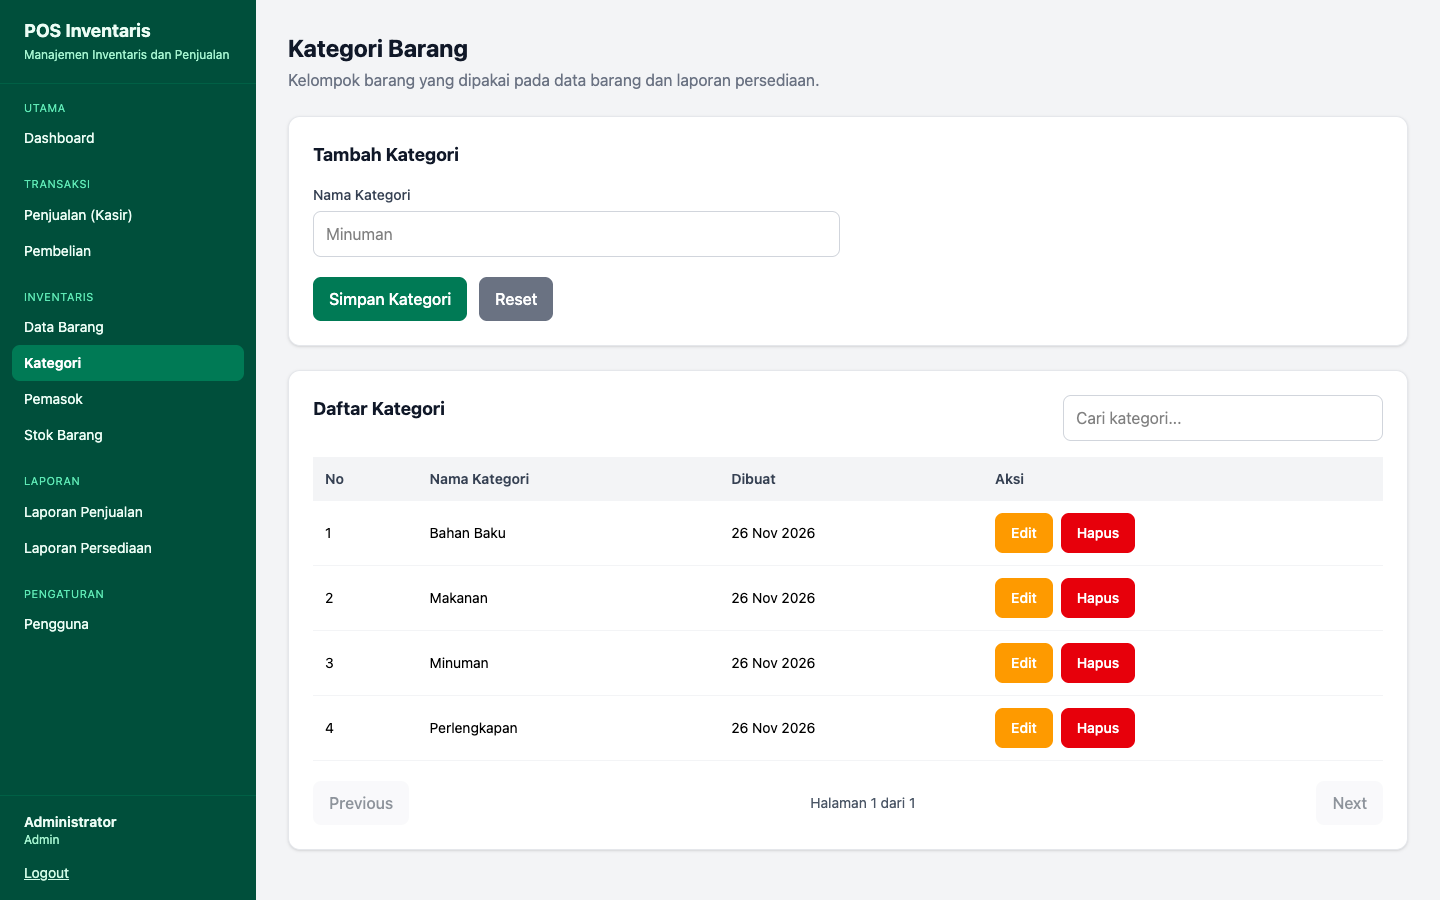 POS Inventaris
Manajemen Inventaris dan Penjualan
UTAMA
Dashboard
TRANSAKSI
Penjualan (Kasir)
Pembelian
INVENTARIS
Data Barang
Kategori
Pemasok
Stok Barang
LAPORAN
Laporan Penjualan
Laporan Persediaan
PENGATURAN
Pengguna
Administrator
Admin
Logout
Kategori Barang
Kelompok barang yang dipakai pada data barang dan laporan persediaan.
Tambah Kategori
Nama Kategori
Minuman
Simpan Kategori Reset
Daftar Kategori
Cari kategori...
No Nama Kategori Dibuat Aksi
1 Bahan Baku 26 Nov 2026 Edit Hapus
2 Makanan 26 Nov 2026 Edit Hapus
3 Minuman 26 Nov 2026 Edit Hapus
4 Perlengkapan 26 Nov 2026 Edit Hapus
Previous Halaman 1 dari 1 Next